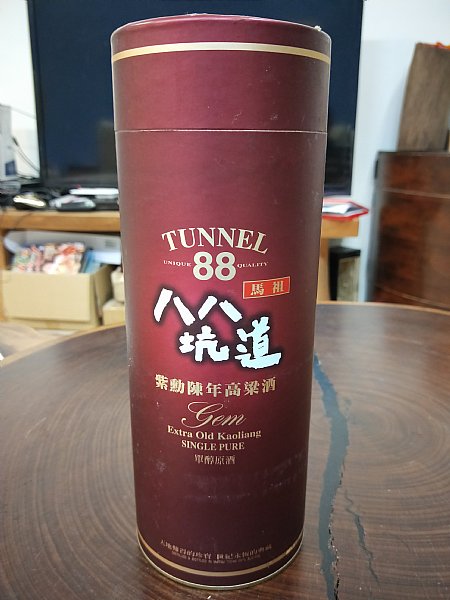 TUNNEL
UNIQUE 88 QUALITY
馬祖
八八
坑道
紫勳陳年高粱酒
Gem
Extra Old Kaoliang
SINGLE PURE
單醇原酒